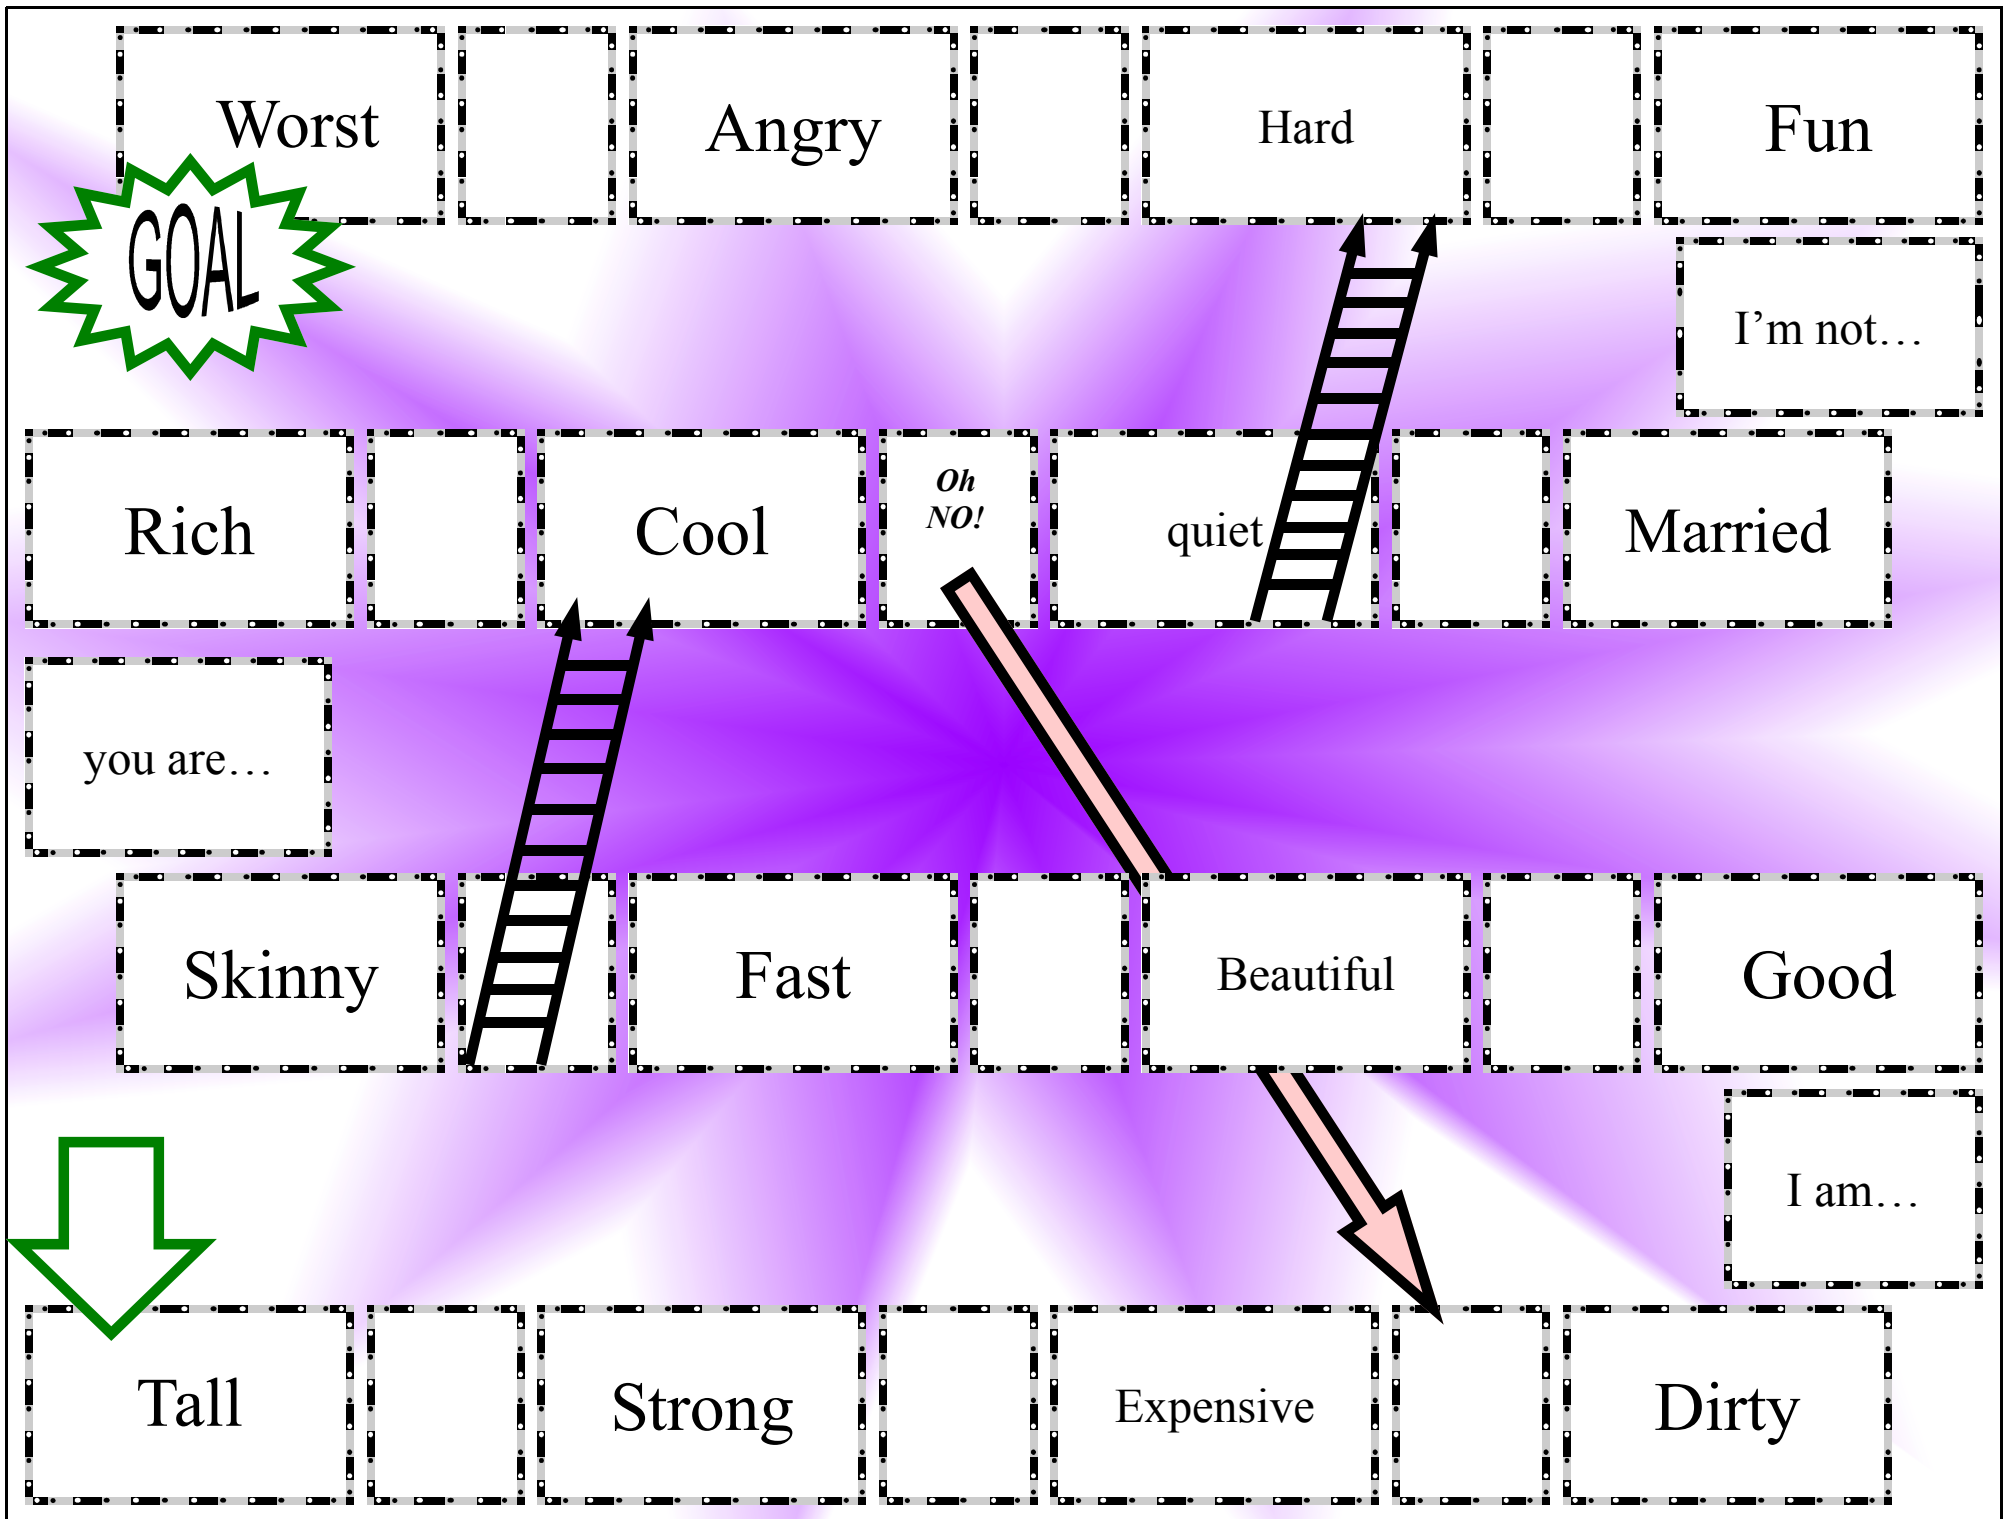 Worst
Angry
Hard
Fun
GOAL
I'm not…
Rich
Cool
Oh
NO!
quiet
Married
you are…
Skinny
Fast
Beautiful
Good
I am…
Tall
Strong
Expensive
Dirty